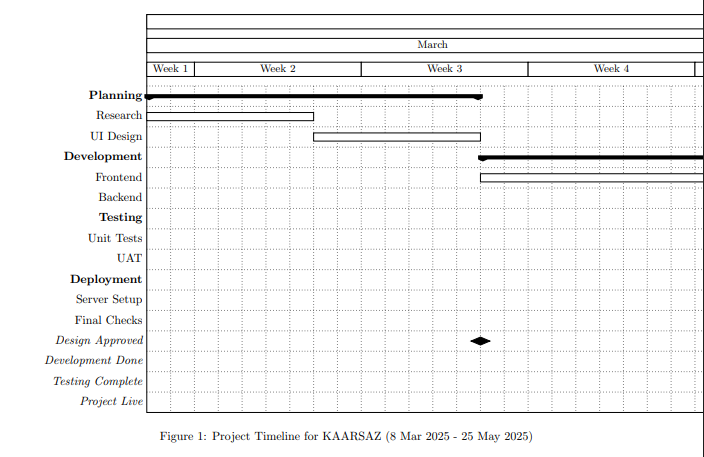 March
Week 1 Week 2 Week 3 Week 4
Planning
Research
UI Design
Development
Frontend
Backend
Testing
Unit Tests
UAT
Deployment
Server Setup
Final Checks
Design Approved
Development Done
Testing Complete
Project Live
Figure 1: Project Timeline for KAARSAZ (8 Mar 2025 - 25 May 2025)